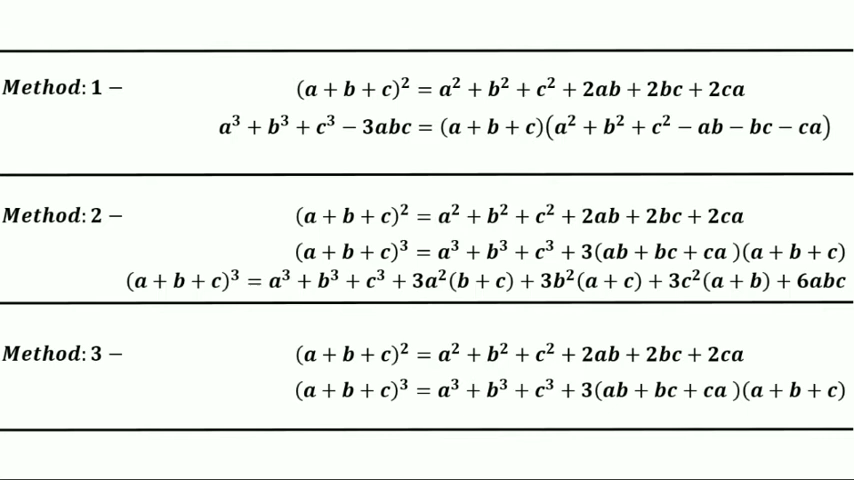 Method: 1 − (a + b + c)² = a² + b² + c² + 2ab + 2bc + 2ca
a³ + b³ + c³ − 3abc = (a + b + c)(a² + b² + c² − ab − bc − ca)
Method: 2 − (a + b + c)² = a² + b² + c² + 2ab + 2bc + 2ca
(a + b + c)³ = a³ + b³ + c³ + 3(ab + bc + ca )(a + b + c)
(a + b + c)³ = a³ + b³ + c³ + 3a²(b + c) + 3b²(a + c) + 3c²(a + b) + 6abc
Method: 3 − (a + b + c)² = a² + b² + c² + 2ab + 2bc + 2ca
(a + b + c)³ = a³ + b³ + c³ + 3(ab + bc + ca )(a + b + c)